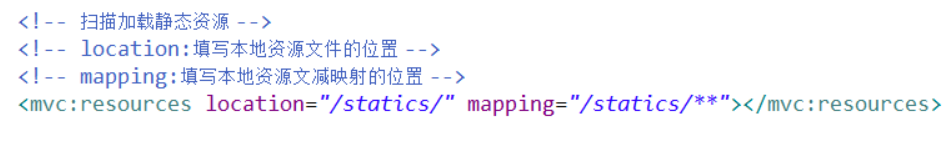 <!-- 扫描加载静态资源 -->
<!-- location:填写本地资源文件的位置 -->
<!-- mapping:填写本地资源文减映射的位置 -->
<mvc:resources location="/statics/" mapping="/statics/**"></mvc:resources>